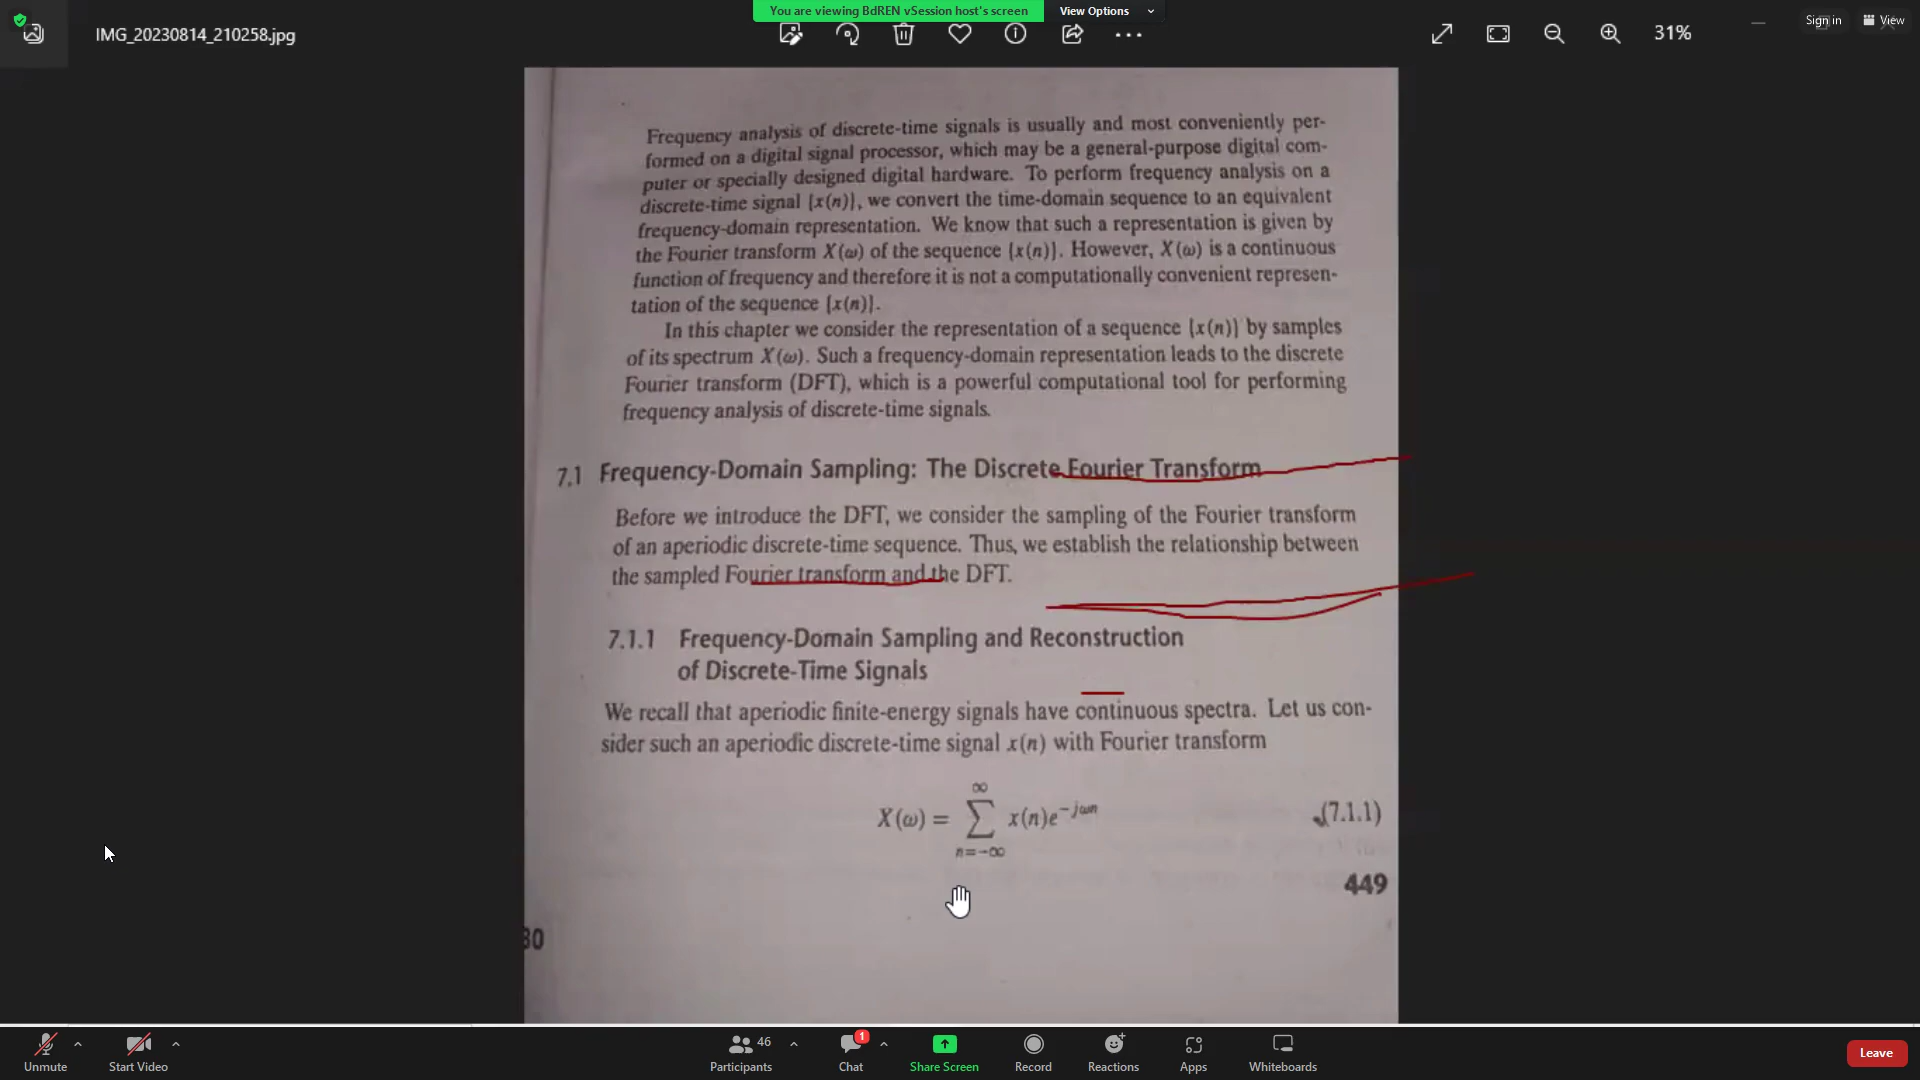 You are viewing BdREN vSession host's screen
View Options
IMG_20230814_210258.jpg
31%
Sign in
View
Frequency analysis of discrete-time signals is usually and most conveniently per-
formed on a digital signal processor, which may be a general-purpose digital com-
puter or specially designed digital hardware. To perform frequency analysis on a
discrete-time signal {x(n)}, we convert the time-domain sequence to an equivalent
frequency-domain representation. We know that such a representation is given by
the Fourier transform X(ω) of the sequence {x(n)}. However, X(ω) is a continuous
function of frequency and therefore it is not a computationally convenient represen-
tation of the sequence {x(n)}.
In this chapter we consider the representation of a sequence {x(n)} by samples
of its spectrum X(ω). Such a frequency-domain representation leads to the discrete
Fourier transform (DFT), which is a powerful computational tool for performing
frequency analysis of discrete-time signals.
7.1 Frequency-Domain Sampling: The Discrete Fourier Transform
Before we introduce the DFT, we consider the sampling of the Fourier transform
of an aperiodic discrete-time sequence. Thus, we establish the relationship between
the sampled Fourier transform and the DFT.
7.1.1 Frequency-Domain Sampling and Reconstruction
of Discrete-Time Signals
We recall that aperiodic finite-energy signals have continuous spectra. Let us con-
sider such an aperiodic discrete-time signal x(n) with Fourier transform
X(ω) = ∑_{n=-∞}^{∞} x(n)e^{-jωn} (7.1.1)
449
30
Unmute
Start Video
46
Participants
1
Chat
Share Screen
Record
Reactions
Apps
Whiteboards
Leave